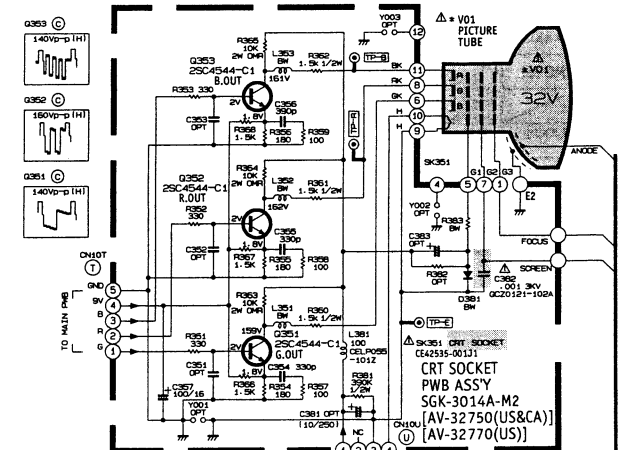 Q353 Ⓒ
140Vp-p [H]
Q352 Ⓒ
160Vp-p [H]
Q351 Ⓒ
140Vp-p [H]
CN10T
T
GND 5
9V 4
B 3
R 2
G 1
TO MAIN PWB
R365
10K
2W OMR
Q353
2SC4544-C1
B.OUT
L353
BW
161V
R362
1.5K 1/2W
TP-B
R353 330
2V
1.8V
C353
OPT
C356
390p
R368
1.5K
R356
180
R359
100
TP-R
R364
10K
2W OMR
Q352
2SC4544-C1
R.OUT
L352
BW
162V
R361
1.5K 1/2W
R352
330
2V
1.8V
C352
OPT
C355
330p
R367
1.5K
R355
180
R358
100
R363
10K
2W OMR
L351
BW
R360
1.5K 1/2W
159V
Q351
2SC4544-C1
G.OUT
R351
330
2V
1.8V
C351
OPT
C354 330p
R366
1.5K
R354
180
R357
100
C357
100/16
Y001
OPT
C381 OPT
(10/250)
L381
100
CELP055
-101Z
R381
390K
1/2W
NC
CN10U
U
Y003
OPT
12
BK 11
RK 8
GK 6
H 10
H 9
⚠ * V01
PICTURE
TUBE
R
G
B
⚠
*V01
32V
ANODE
SK351
4 5 7 1
G1 G2 G3
E2
Y002
OPT
R383
BW
C383
OPT
R382
OPT
D381
BW
FOCUS
SCREEN
⚠
C382
.001 3KV
QCZ0121-102A
TP-E
⚠ SK351 CRT SOCKET
CE42535-001J1
CRT SOCKET
PWB ASS'Y
SGK-3014A-M2
[AV-32750(US&CA)]
[AV-32770(US)]